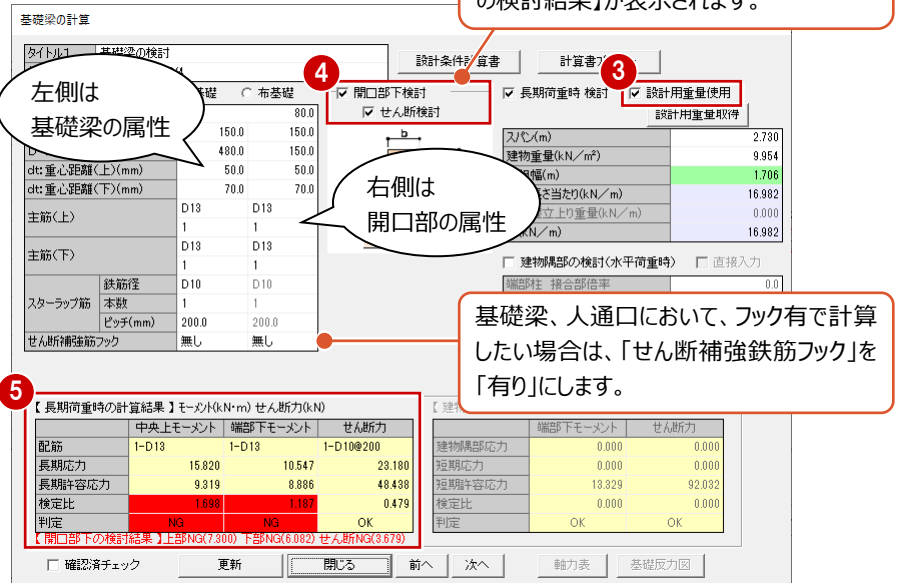 の検討結果】が表示されます。
基礎梁の計算
タイトル1 基礎梁の検討
設計条件計算書
4
3
布基礎
開口部下検討
長期荷重時 検討
設計用重量使用
左側は
基礎梁の属性
80.0
せん断検討
設計用重量取得
150.0 150.0
b
スパン(m) 2.730
D 480.0 150.0
建物重量(kN/m²) 9.954
dt:重心距離(上)(mm) 50.0 50.0
1.706
dt:重心距離(下)(mm) 70.0 70.0
右側は
開口部の属性
16.982
主筋(上) D13 D13
立上り重量(kN/m) 0.000
1 1
16.982
主筋(下) D13 D13
1 1
建物隅部の検討(水平荷重時) 直接入力
スターラップ筋 鉄筋径 D10 D10
端部柱 接合部倍率 0.0
本数 1 1
ピッチ(mm) 200.0 200.0
せん断補強筋フック 無し 無し
基礎梁、人通口において、フック有で計算
したい場合は、「せん断補強鉄筋フック」を
「有り」にします。
5
【 長期荷重時の計算結果 】モーメント(kN・m) せん断力(kN)
中央上モーメント 端部下モーメント せん断力
配筋 1-D13 1-D13 1-D10@200
長期応力 15.820 10.547 23.180
長期許容応力 9.319 8.886 48.438
検定比 1.698 1.187 0.479
判定 NG NG OK
【 開口部下の検討結果 】上部NG(7.300) 下部NG(6.082) せん断NG(3.679)
端部下モーメント せん断力
建物隅部応力 0.000 0.000
短期応力 0.000 0.000
短期許容応力 13.329 92.032
検定比 0.000 0.000
判定 OK OK
確認済チェック 更新 閉じる 前へ 次へ 軸力表 基礎反力図